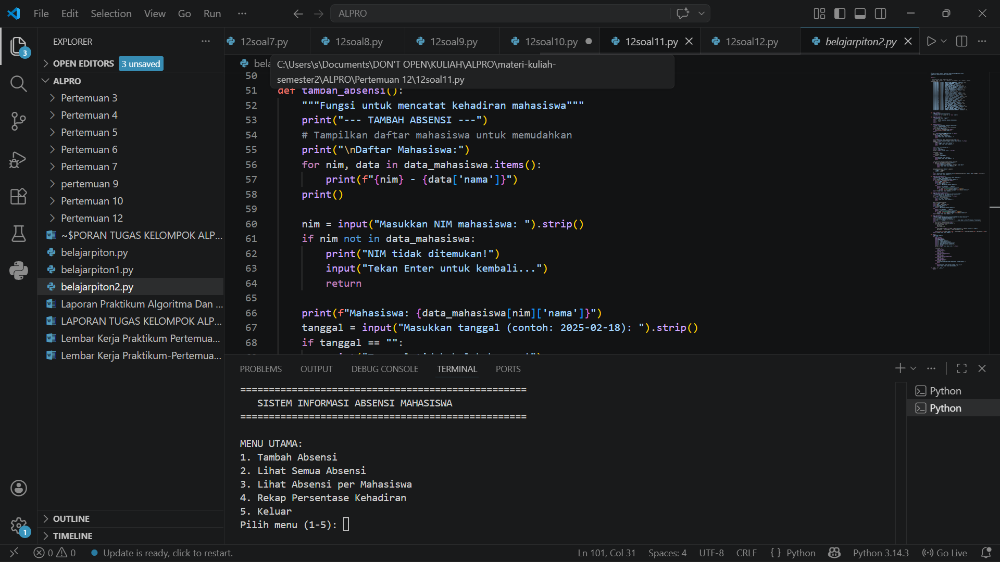 File Edit Selection View Go Run ···
ALPRO
EXPLORER
OPEN EDITORS 3 unsaved
ALPRO
Pertemuan 3
Pertemuan 4
Pertemuan 5
Pertemuan 6
Pertemuan 7
pertemuan 9
Pertemuan 10
Pertemuan 12
~$PORAN TUGAS KELOMPOK ALP...
belajarpiton.py
belajarpiton1.py
belajarpiton2.py
Laporan Praktikum Algoritma Dan ...
LAPORAN TUGAS KELOMPOK ALP...
Lembar Kerja Praktikum Pertemua...
Lembar Kerja Praktikum-Pertemua...
OUTLINE
TIMELINE
3
1
12soal7.py 12soal8.py 12soal9.py 12soal10.py 12soal11.py 12soal12.py belajarpiton2.py
bela
C:\Users\s\Documents\DON'T OPEN\KULIAH\ALPRO\materi-kuliah-
semester2\ALPRO\Pertemuan 12\12soal11.py
50
51 def tambah_absensi():
52 """Fungsi untuk mencatat kehadiran mahasiswa"""
53 print("--- TAMBAH ABSENSI ---")
54 # Tampilkan daftar mahasiswa untuk memudahkan
55 print("\nDaftar Mahasiswa:")
56 for nim, data in data_mahasiswa.items():
57 print(f"{nim} - {data['nama']}")
58 print()
59
60 nim = input("Masukkan NIM mahasiswa: ").strip()
61 if nim not in data_mahasiswa:
62 print("NIM tidak ditemukan!")
63 input("Tekan Enter untuk kembali...")
64 return
65
66 print(f"Mahasiswa: {data_mahasiswa[nim]['nama']}")
67 tanggal = input("Masukkan tanggal (contoh: 2025-02-18): ").strip()
68 if tanggal == "":
PROBLEMS OUTPUT DEBUG CONSOLE TERMINAL PORTS
==================================================
SISTEM INFORMASI ABSENSI MAHASISWA
==================================================
MENU UTAMA:
1. Tambah Absensi
2. Lihat Semua Absensi
3. Lihat Absensi per Mahasiswa
4. Rekap Persentase Kehadiran
5. Keluar
Pilih menu (1-5):
Python
Python
0 0 Update is ready, click to restart. Ln 101, Col 31 Spaces: 4 UTF-8 CRLF { } Python Python 3.14.3 Go Live